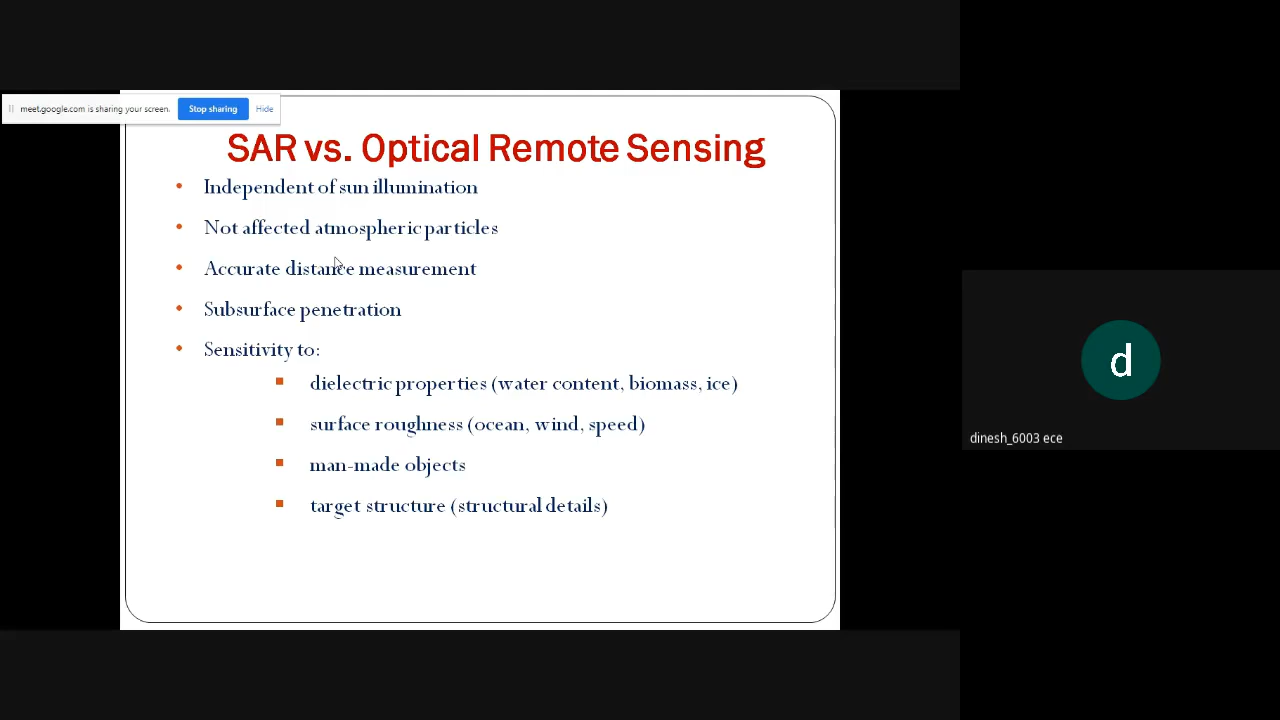 meet.google.com is sharing your screen.
Stop sharing
Hide
SAR vs. Optical Remote Sensing
• Independent of sun illumination
• Not affected atmospheric particles
• Accurate distance measurement
• Subsurface penetration
• Sensitivity to:
▪ dielectric properties (water content, biomass, ice)
▪ surface roughness (ocean, wind, speed)
▪ man-made objects
▪ target structure (structural details)
d
dinesh_6003 ece